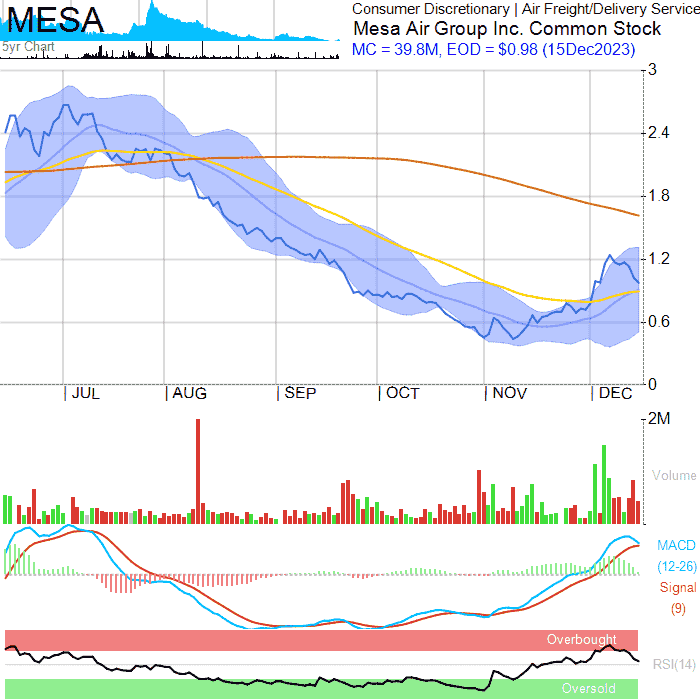 MESA
5yr Chart
Consumer Discretionary | Air Freight/Delivery Service
Mesa Air Group Inc. Common Stock
MC = 39.8M, EOD = $0.98 (15Dec2023)
3
2.4
1.8
1.2
0.6
0
| JUL
| AUG
| SEP
| OCT
| NOV
| DEC
2M
Volume
MACD
(12-26)
Signal
(9)
Overbought
RSI(14)
Oversold